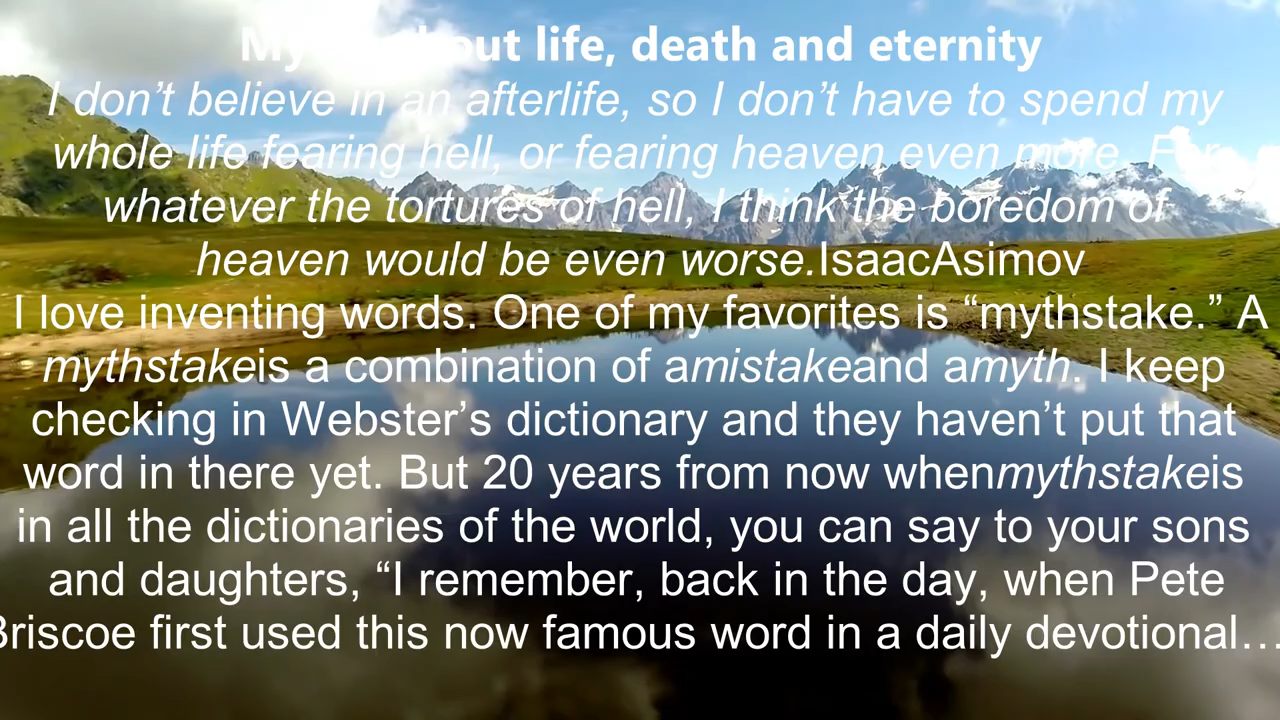 My about life, death and eternity
I don’t believe in an afterlife, so I don’t have to spend my
whole life fearing hell, or fearing heaven even more. For
whatever the tortures of hell, I think the boredom of
heaven would be even worse.IsaacAsimov
I love inventing words. One of my favorites is “mythstake.” A
mythstakeis a combination of amistakeand amyth. I keep
checking in Webster’s dictionary and they haven’t put that
word in there yet. But 20 years from now whenmythstakeis
in all the dictionaries of the world, you can say to your sons
and daughters, “I remember, back in the day, when Pete
Briscoe first used this now famous word in a daily devotional…